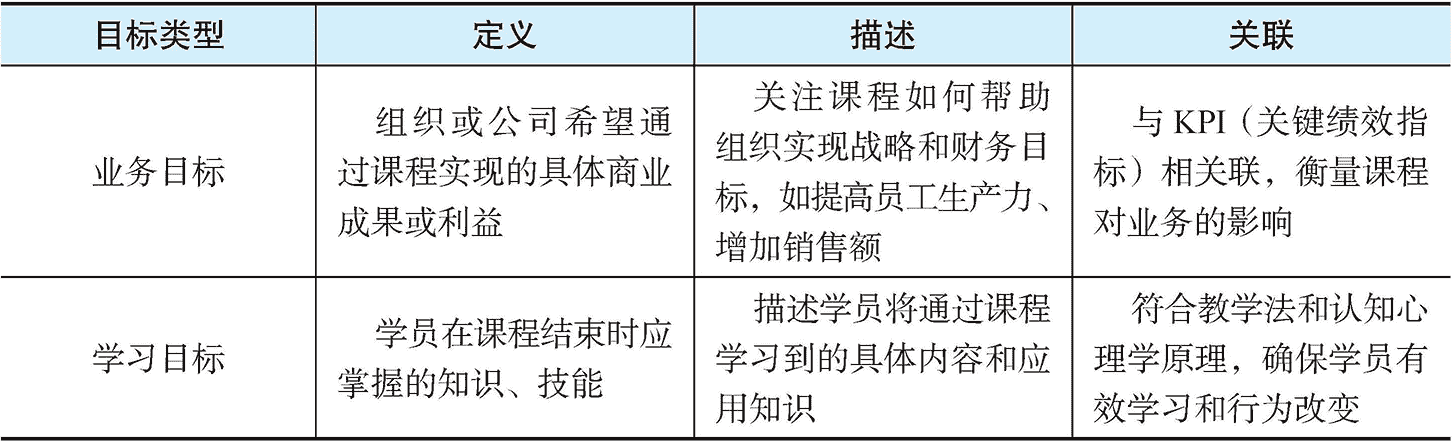 目标类型 定义 描述 关联
业务目标
组织或公司希望通
过课程实现的具体商业
成果或利益
关注课程如何帮助
组织实现战略和财务目
标，如提高员工生产力、
增加销售额
与 KPI（关键绩效指
标）相关联，衡量课程
对业务的影响
学习目标
学员在课程结束时应
掌握的知识、技能
描述学员将通过课程
学习到的具体内容和应
用知识
符合教学法和认知心
理学原理，确保学员有
效学习和行为改变